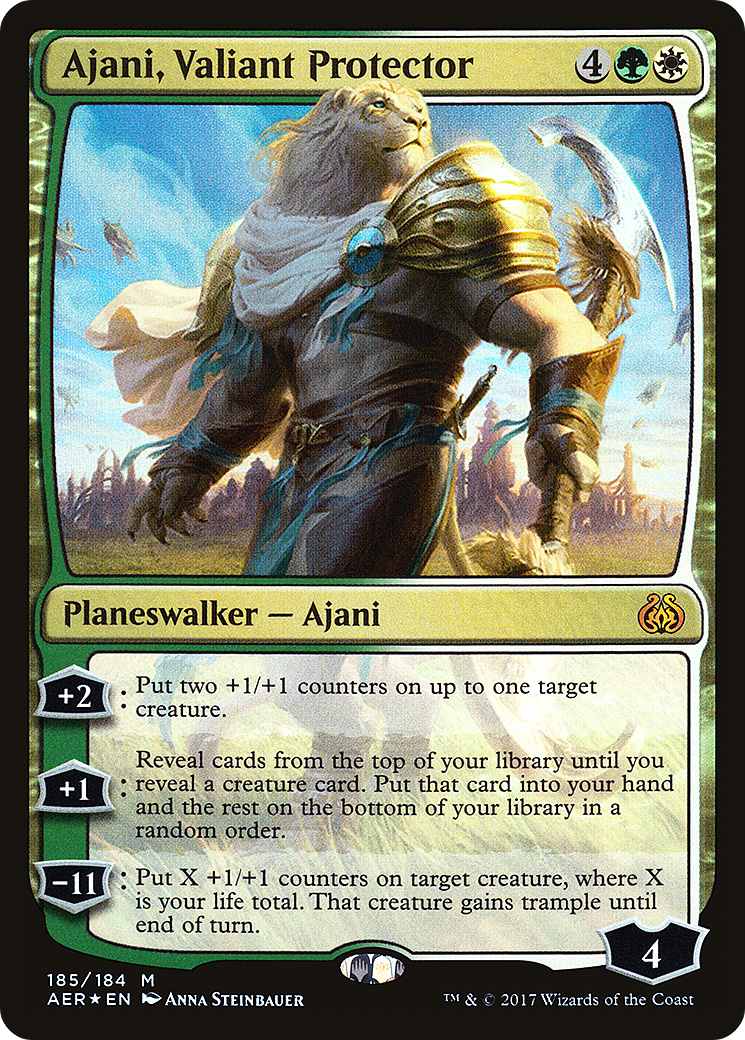 Ajani, Valiant Protector 4
Planeswalker — Ajani
+2: Put two +1/+1 counters on up to one target
creature.
+1: Reveal cards from the top of your library until you
reveal a creature card. Put that card into your hand
and the rest on the bottom of your library in a
random order.
−11: Put X +1/+1 counters on target creature, where X
is your life total. That creature gains trample until
end of turn.
4
185/184 M
AER★EN Anna Steinbauer
™ & © 2017 Wizards of the Coast